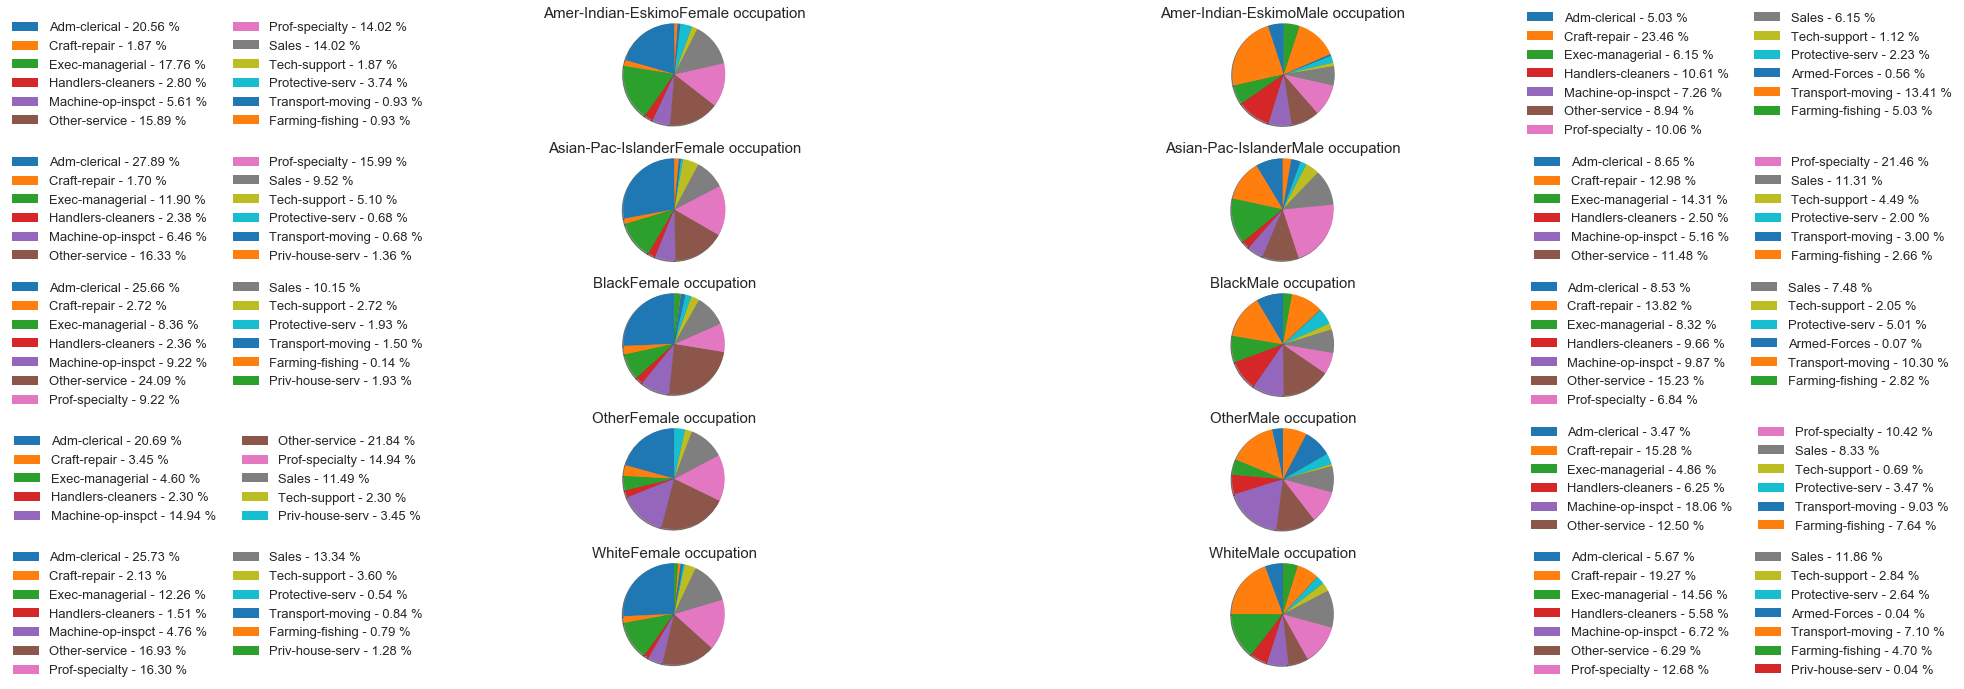 Amer-Indian-EskimoFemale occupation
Adm-clerical - 20.56 %
Craft-repair - 1.87 %
Exec-managerial - 17.76 %
Handlers-cleaners - 2.80 %
Machine-op-inspct - 5.61 %
Other-service - 15.89 %
Prof-specialty - 14.02 %
Sales - 14.02 %
Tech-support - 1.87 %
Protective-serv - 3.74 %
Transport-moving - 0.93 %
Farming-fishing - 0.93 %
Amer-Indian-EskimoMale occupation
Adm-clerical - 5.03 %
Craft-repair - 23.46 %
Exec-managerial - 6.15 %
Handlers-cleaners - 10.61 %
Machine-op-inspct - 7.26 %
Other-service - 8.94 %
Prof-specialty - 10.06 %
Sales - 6.15 %
Tech-support - 1.12 %
Protective-serv - 2.23 %
Armed-Forces - 0.56 %
Transport-moving - 13.41 %
Farming-fishing - 5.03 %
Asian-Pac-IslanderFemale occupation
Adm-clerical - 27.89 %
Craft-repair - 1.70 %
Exec-managerial - 11.90 %
Handlers-cleaners - 2.38 %
Machine-op-inspct - 6.46 %
Other-service - 16.33 %
Prof-specialty - 15.99 %
Sales - 9.52 %
Tech-support - 5.10 %
Protective-serv - 0.68 %
Transport-moving - 0.68 %
Priv-house-serv - 1.36 %
Asian-Pac-IslanderMale occupation
Adm-clerical - 8.65 %
Craft-repair - 12.98 %
Exec-managerial - 14.31 %
Handlers-cleaners - 2.50 %
Machine-op-inspct - 5.16 %
Other-service - 11.48 %
Prof-specialty - 21.46 %
Sales - 11.31 %
Tech-support - 4.49 %
Protective-serv - 2.00 %
Transport-moving - 3.00 %
Farming-fishing - 2.66 %
BlackFemale occupation
Adm-clerical - 25.66 %
Craft-repair - 2.72 %
Exec-managerial - 8.36 %
Handlers-cleaners - 2.36 %
Machine-op-inspct - 9.22 %
Other-service - 24.09 %
Prof-specialty - 9.22 %
Sales - 10.15 %
Tech-support - 2.72 %
Protective-serv - 1.93 %
Transport-moving - 1.50 %
Farming-fishing - 0.14 %
Priv-house-serv - 1.93 %
BlackMale occupation
Adm-clerical - 8.53 %
Craft-repair - 13.82 %
Exec-managerial - 8.32 %
Handlers-cleaners - 9.66 %
Machine-op-inspct - 9.87 %
Other-service - 15.23 %
Prof-specialty - 6.84 %
Sales - 7.48 %
Tech-support - 2.05 %
Protective-serv - 5.01 %
Armed-Forces - 0.07 %
Transport-moving - 10.30 %
Farming-fishing - 2.82 %
OtherFemale occupation
Adm-clerical - 20.69 %
Craft-repair - 3.45 %
Exec-managerial - 4.60 %
Handlers-cleaners - 2.30 %
Machine-op-inspct - 14.94 %
Other-service - 21.84 %
Prof-specialty - 14.94 %
Sales - 11.49 %
Tech-support - 2.30 %
Priv-house-serv - 3.45 %
OtherMale occupation
Adm-clerical - 3.47 %
Craft-repair - 15.28 %
Exec-managerial - 4.86 %
Handlers-cleaners - 6.25 %
Machine-op-inspct - 18.06 %
Other-service - 12.50 %
Prof-specialty - 10.42 %
Sales - 8.33 %
Tech-support - 0.69 %
Protective-serv - 3.47 %
Transport-moving - 9.03 %
Farming-fishing - 7.64 %
WhiteFemale occupation
Adm-clerical - 25.73 %
Craft-repair - 2.13 %
Exec-managerial - 12.26 %
Handlers-cleaners - 1.51 %
Machine-op-inspct - 4.76 %
Other-service - 16.93 %
Prof-specialty - 16.30 %
Sales - 13.34 %
Tech-support - 3.60 %
Protective-serv - 0.54 %
Transport-moving - 0.84 %
Farming-fishing - 0.79 %
Priv-house-serv - 1.28 %
WhiteMale occupation
Adm-clerical - 5.67 %
Craft-repair - 19.27 %
Exec-managerial - 14.56 %
Handlers-cleaners - 5.58 %
Machine-op-inspct - 6.72 %
Other-service - 6.29 %
Prof-specialty - 12.68 %
Sales - 11.86 %
Tech-support - 2.84 %
Protective-serv - 2.64 %
Armed-Forces - 0.04 %
Transport-moving - 7.10 %
Farming-fishing - 4.70 %
Priv-house-serv - 0.04 %